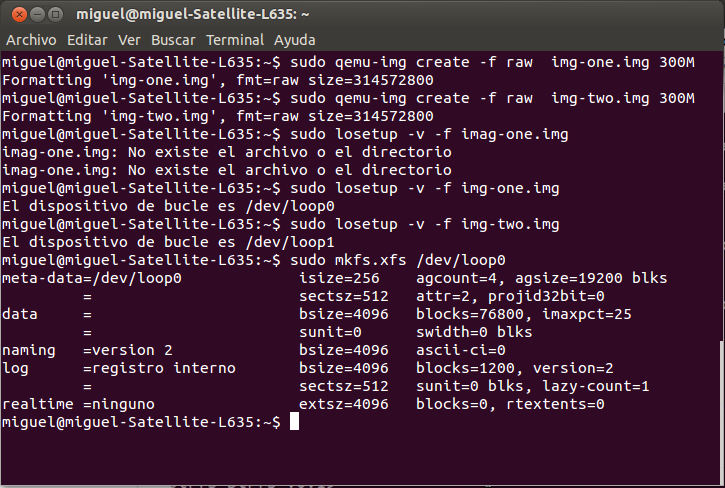 miguel@miguel-Satellite-L635: ~
Archivo Editar Ver Buscar Terminal Ayuda
miguel@miguel-Satellite-L635:~$ sudo qemu-img create -f raw  img-one.img 300M
Formatting 'img-one.img', fmt=raw size=314572800
miguel@miguel-Satellite-L635:~$ sudo qemu-img create -f raw  img-two.img 300M
Formatting 'img-two.img', fmt=raw size=314572800
miguel@miguel-Satellite-L635:~$ sudo losetup -v -f imag-one.img
imag-one.img: No existe el archivo o el directorio
imag-one.img: No existe el archivo o el directorio
miguel@miguel-Satellite-L635:~$ sudo losetup -v -f img-one.img
El dispositivo de bucle es /dev/loop0
miguel@miguel-Satellite-L635:~$ sudo losetup -v -f img-two.img
El dispositivo de bucle es /dev/loop1
miguel@miguel-Satellite-L635:~$ sudo mkfs.xfs /dev/loop0
meta-data=/dev/loop0             isize=256    agcount=4, agsize=19200 blks
         =                       sectsz=512   attr=2, projid32bit=0
data     =                       bsize=4096   blocks=76800, imaxpct=25
         =                       sunit=0      swidth=0 blks
naming   =version 2              bsize=4096   ascii-ci=0
log      =registro interno       bsize=4096   blocks=1200, version=2
         =                       sectsz=512   sunit=0 blks, lazy-count=1
realtime =ninguno                extsz=4096   blocks=0, rtextents=0
miguel@miguel-Satellite-L635:~$